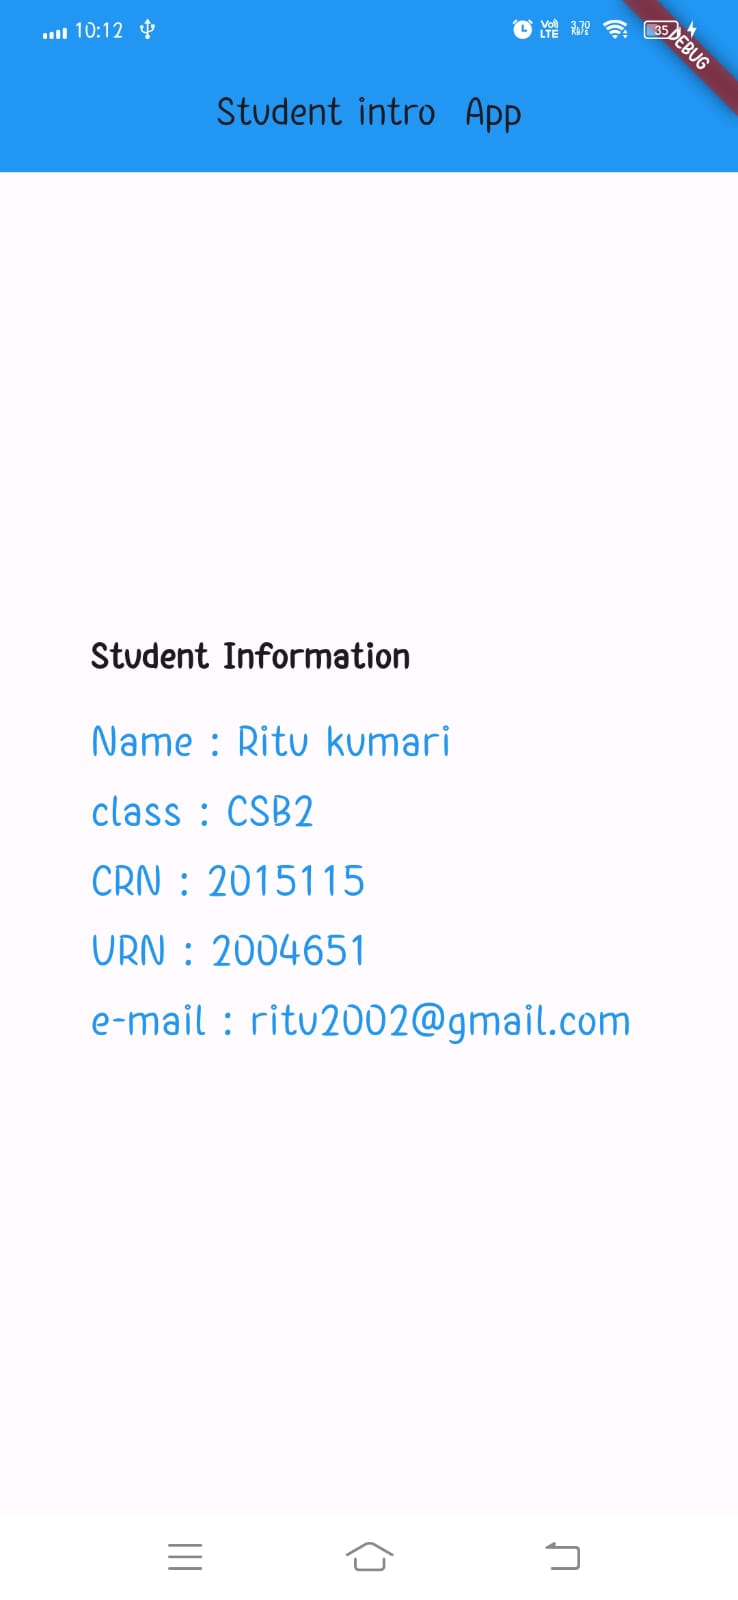 10:12
Vo) LTE 3.70 KB/s 35
DEBUG
Student intro  App
Student Information
Name : Ritu kumari
class : CSB2
CRN : 2015115
URN : 2004651
e-mail : ritu2002@gmail.com